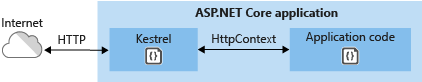 ASP.NET Core application
Internet
HTTP
Kestrel
HttpContext
Application code